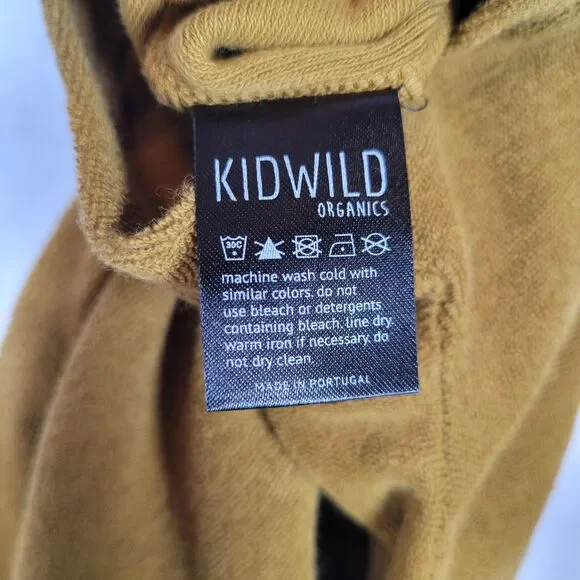 KIDWILD
ORGANICS
30C
machine wash cold with
similar colors. do not
use bleach or detergents
containing bleach. line dry.
warm iron if necessary. do
not dry clean.
MADE IN PORTUGAL